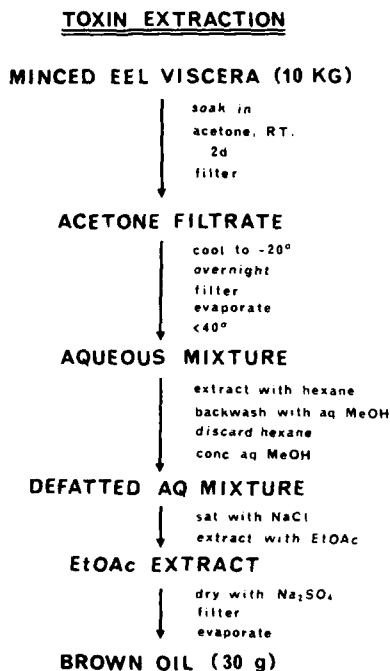 TOXIN EXTRACTION
MINCED EEL VISCERA (10 KG)
soak in
acetone, RT.
2d
filter
ACETONE FILTRATE
cool to -20°
overnight
filter
evaporate
<40°
AQUEOUS MIXTURE
extract with hexane
backwash with aq MeOH
discard hexane
conc aq MeOH
DEFATTED AQ MIXTURE
sat with NaCl
extract with EtOAc
EtOAc EXTRACT
dry with Na₂SO₄
filter
evaporate
BROWN OIL (30 g)